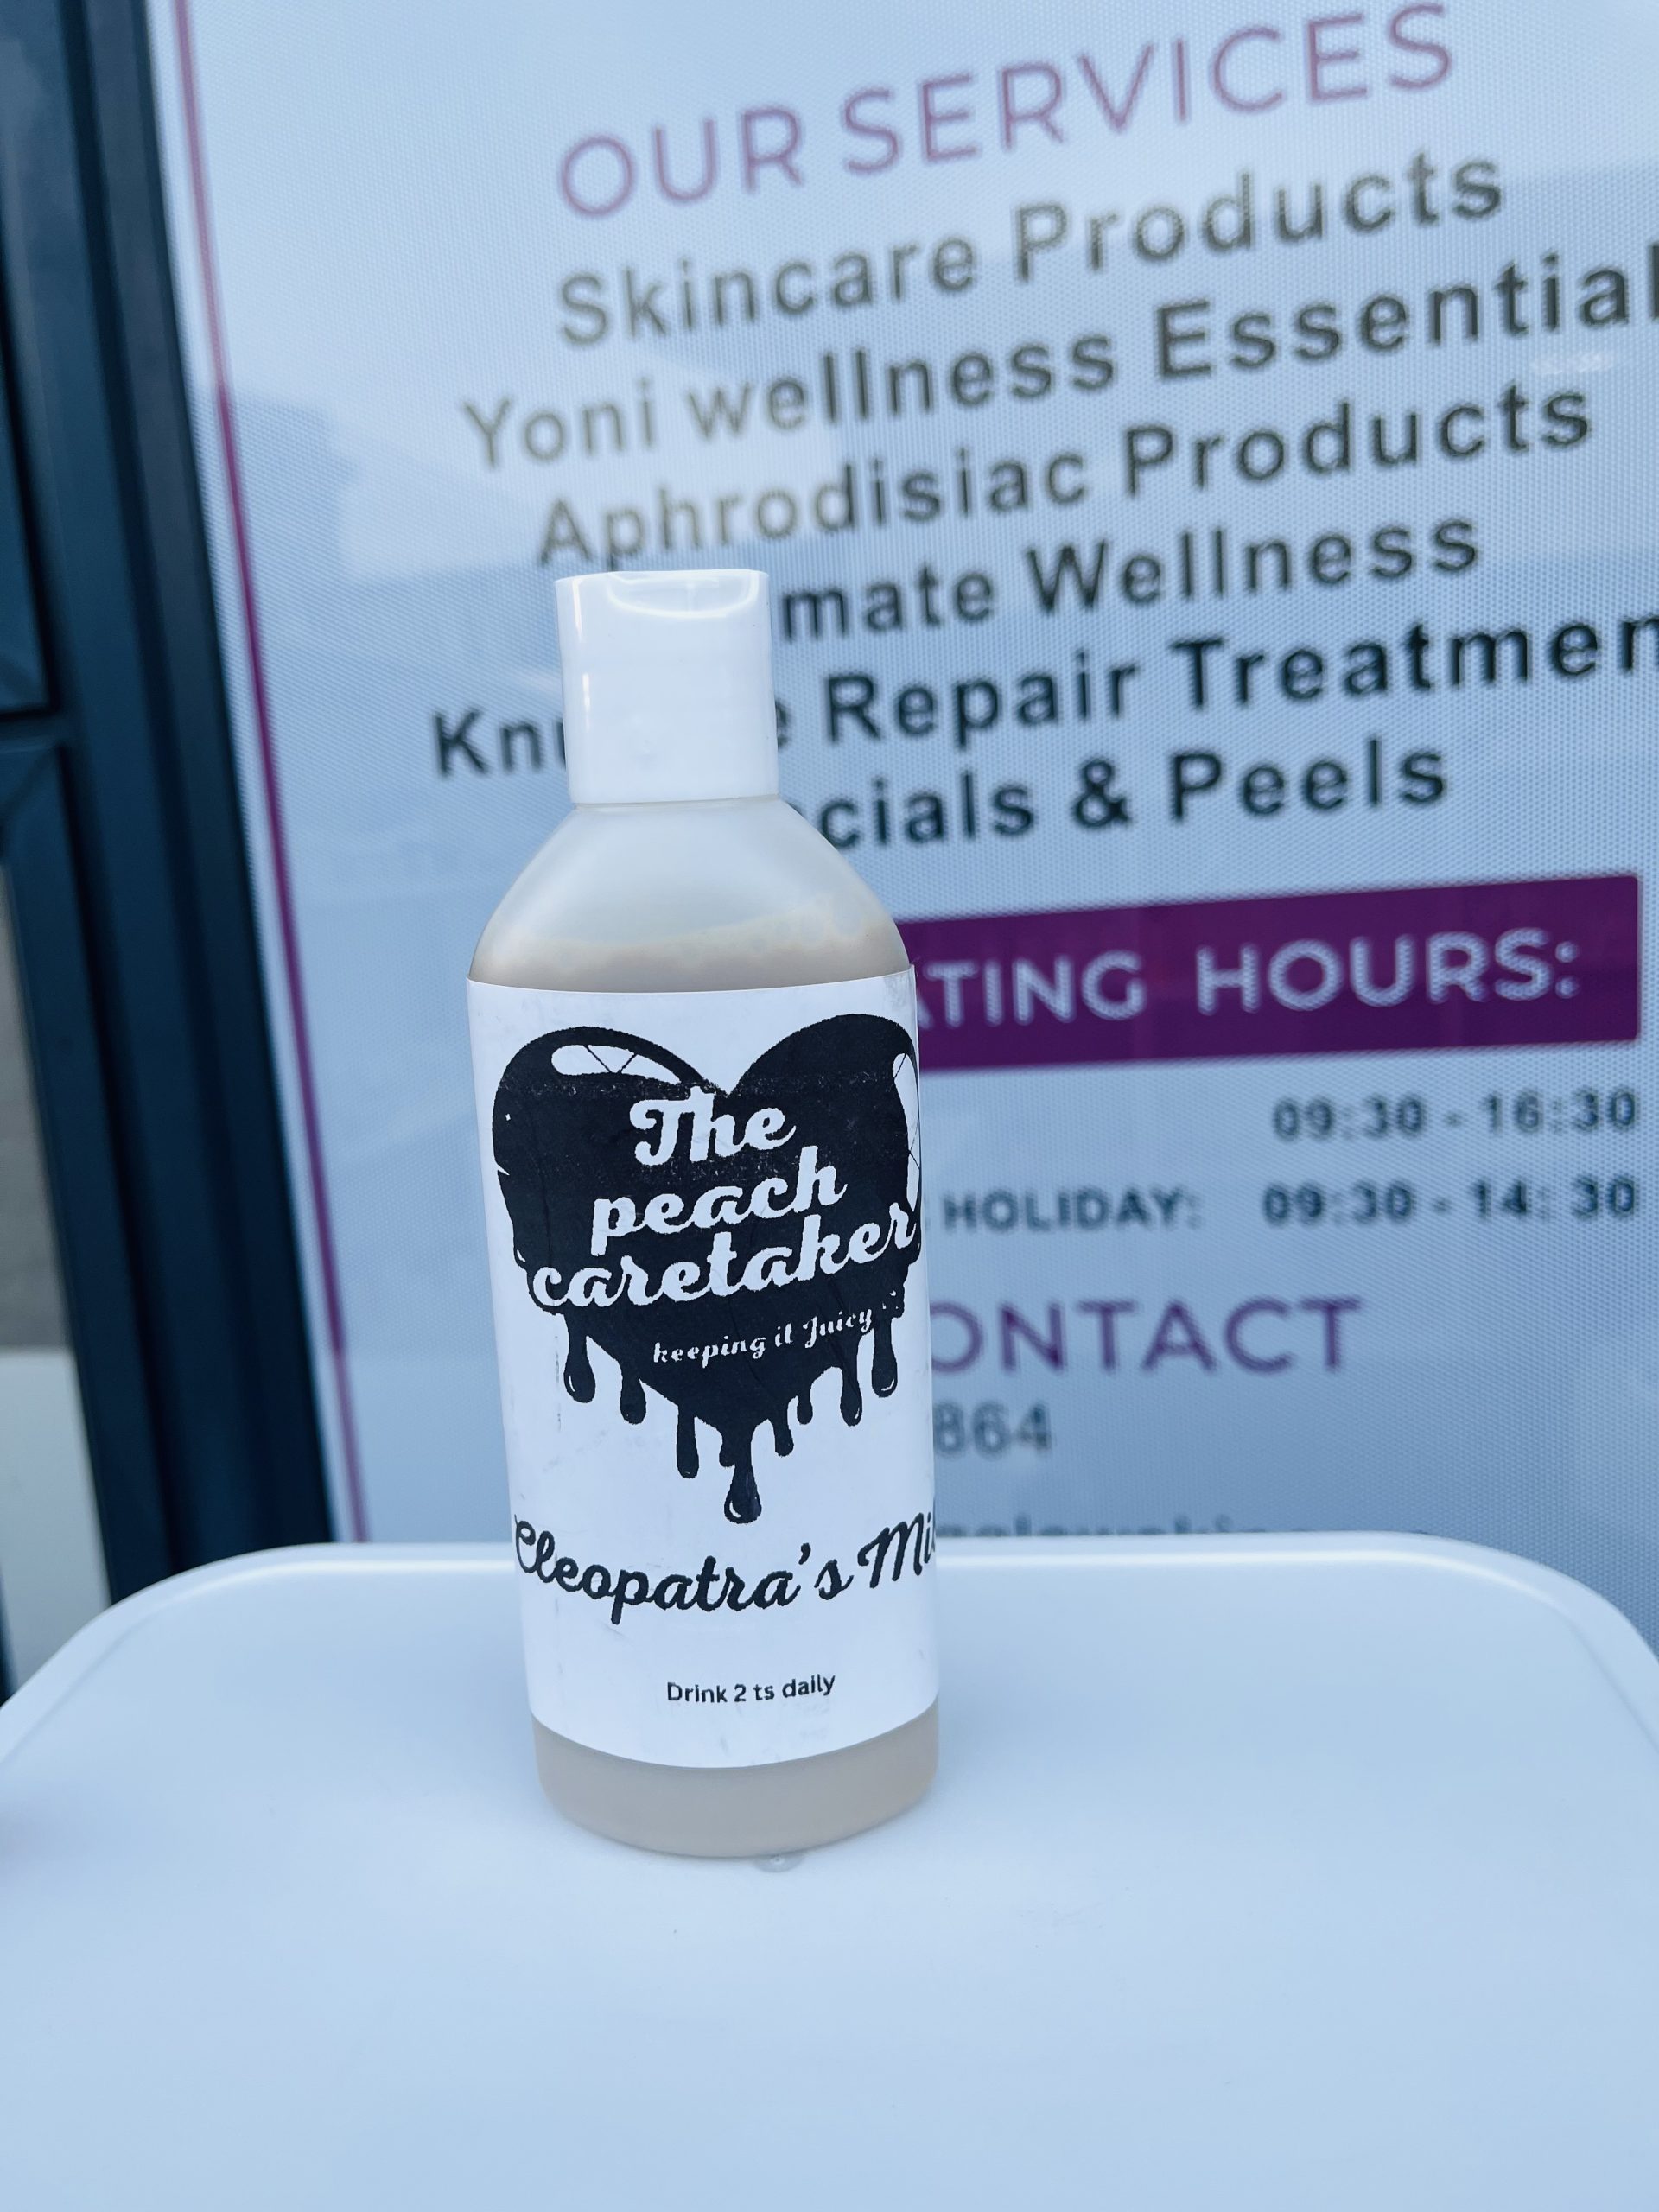 OUR SERVICES
Skincare Products
Yoni wellness Essential
Aphrodisiac Products
mate Wellness
Kn e Repair Treatmen
cials & Peels
ATING HOURS:
09:30 - 16:30
HOLIDAY: 09:30 - 14: 30
ONTACT
864
The
peach
caretaker
keeping it Juicy
Cleopatra's Mi
Drink 2 ts daily